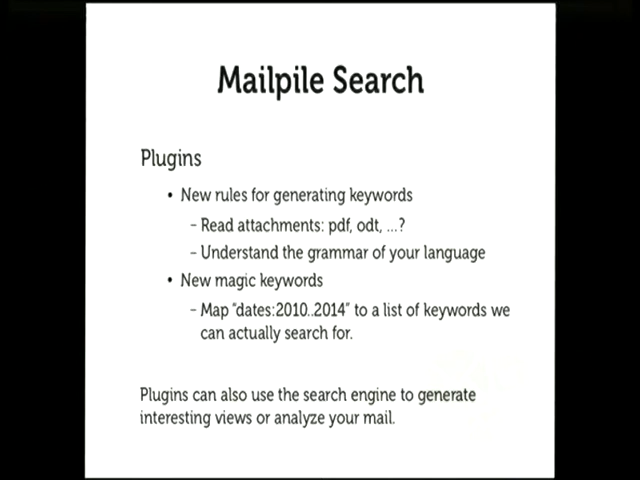 Mailpile Search
Plugins
• New rules for generating keywords
– Read attachments: pdf, odt, ...?
– Understand the grammar of your language
• New magic keywords
– Map "dates:2010..2014" to a list of keywords we
can actually search for.
Plugins can also use the search engine to generate
interesting views or analyze your mail.